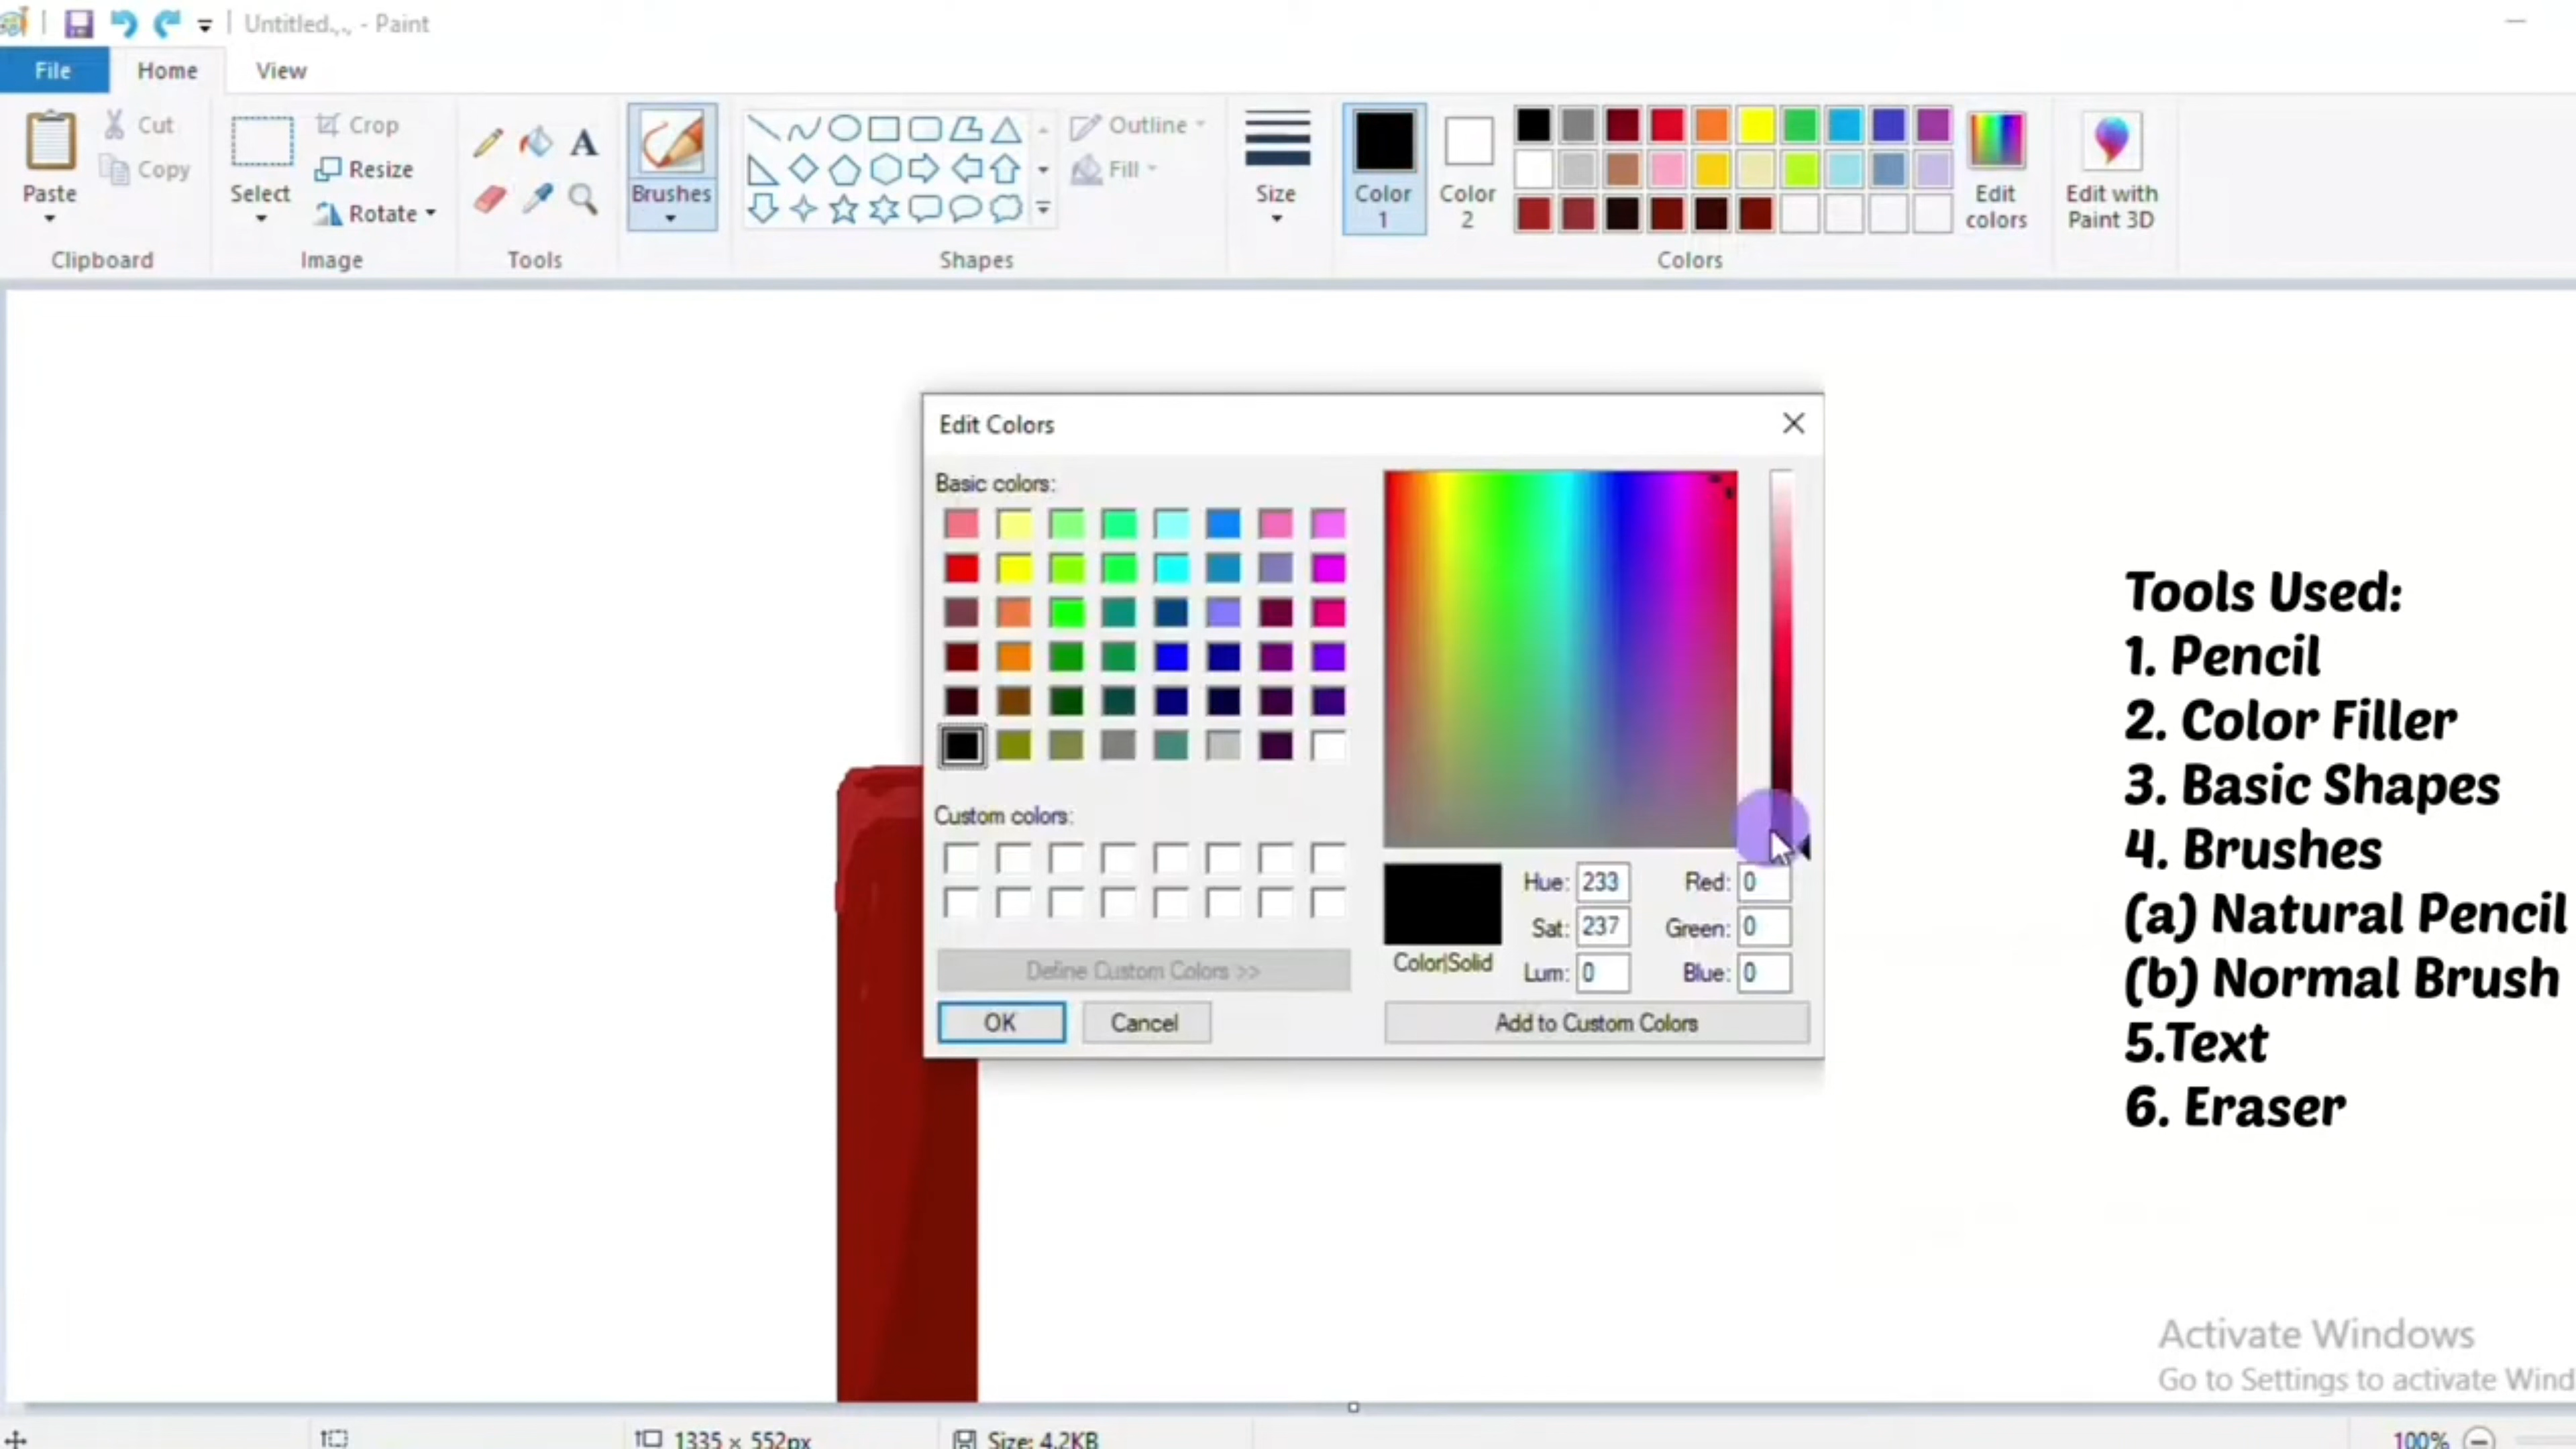 Untitled.,., - Paint
File Home View
Paste
Cut
Copy
Clipboard
Select
Crop
Resize
Rotate
Image
A
Tools
Brushes
Shapes
Outline
Fill
Size
Color 1
Color 2
Colors
Edit colors
Edit with Paint 3D
Edit Colors
Basic colors:
Custom colors:
Define Custom Colors >>
OK Cancel
Color|Solid
Hue: 233 Red: 0
Sat: 237 Green: 0
Lum: 0 Blue: 0
Add to Custom Colors
Tools Used:
1. Pencil
2. Color Filler
3. Basic Shapes
4. Brushes
(a) Natural Pencil
(b) Normal Brush
5.Text
6. Eraser
Activate Windows
Go to Settings to activate Wind
1335 × 552px Size: 4.2KB 100%